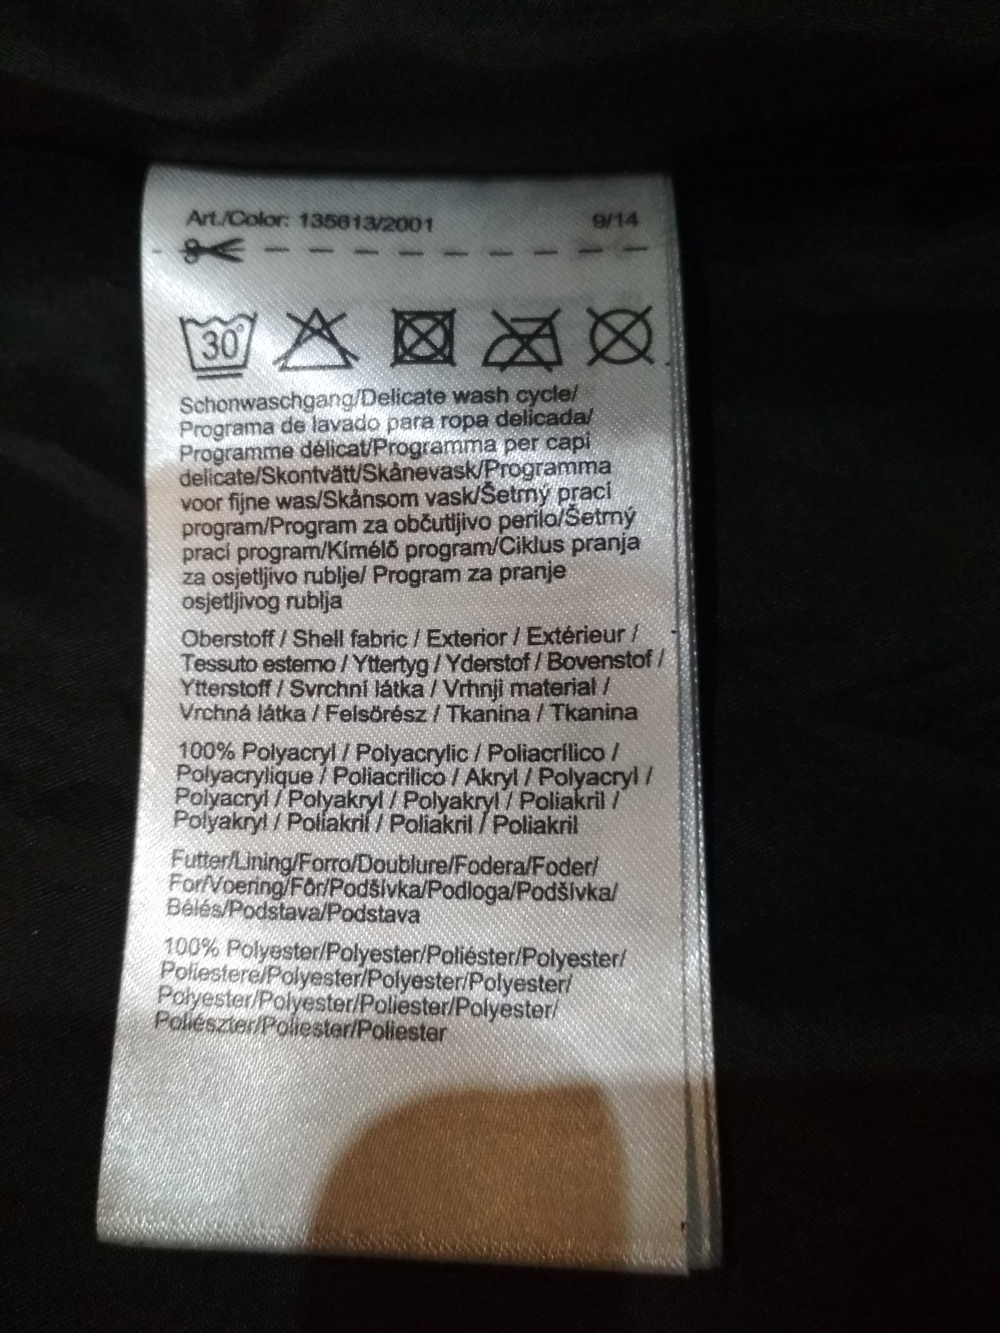 Art./Color: 135613/2001 9/14
30°
Schonwaschgang/Delicate wash cycle/
Programa de lavado para ropa delicada/
Programme délicat/Programma per capi
delicate/Skontvätt/Skånevask/Programma
voor fijne was/Skånsom vask/Šetrný prací
program/Program za občutljivo perilo/Šetrný
prací program/Kímélő program/Ciklus pranja
za osjetljivo rublje/ Program za pranje
osjetljivog rublja
Oberstoff / Shell fabric / Exterior / Extérieur /
Tessuto esterno / Yttertyg / Yderstof / Bovenstof /
Ytterstoff / Svrchní látka / Vrhnji material /
Vrchná látka / Felsőrész / Tkanina / Tkanina
100% Polyacryl / Polyacrylic / Poliacrílico /
Polyacrylique / Poliacrilico / Akryl / Polyacryl /
Polyacryl / Polyakryl / Polyakryl / Poliakril /
Polyakryl / Poliakril / Poliakril / Poliakril
Futter/Lining/Forro/Doublure/Fodera/Foder/
For/Voering/Fôr/Podšívka/Podloga/Podšívka/
Bélés/Podstava/Podstava
100% Polyester/Polyester/Poliéster/Polyester/
Poliestere/Polyester/Polyester/Polyester/
Polyester/Polyester/Poliester/Polyester/
Poliészter/Poliester/Poliester